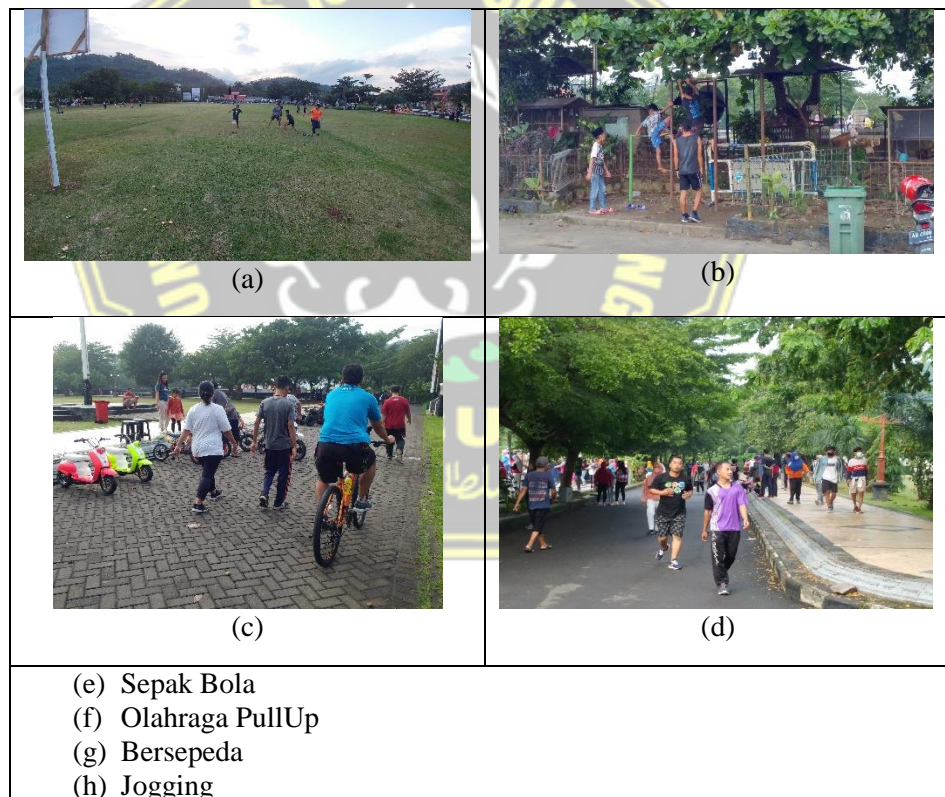 (a)
(b)
(c)
(d)
(e) Sepak Bola
(f) Olahraga PullUp
(g) Bersepeda
(h) Jogging